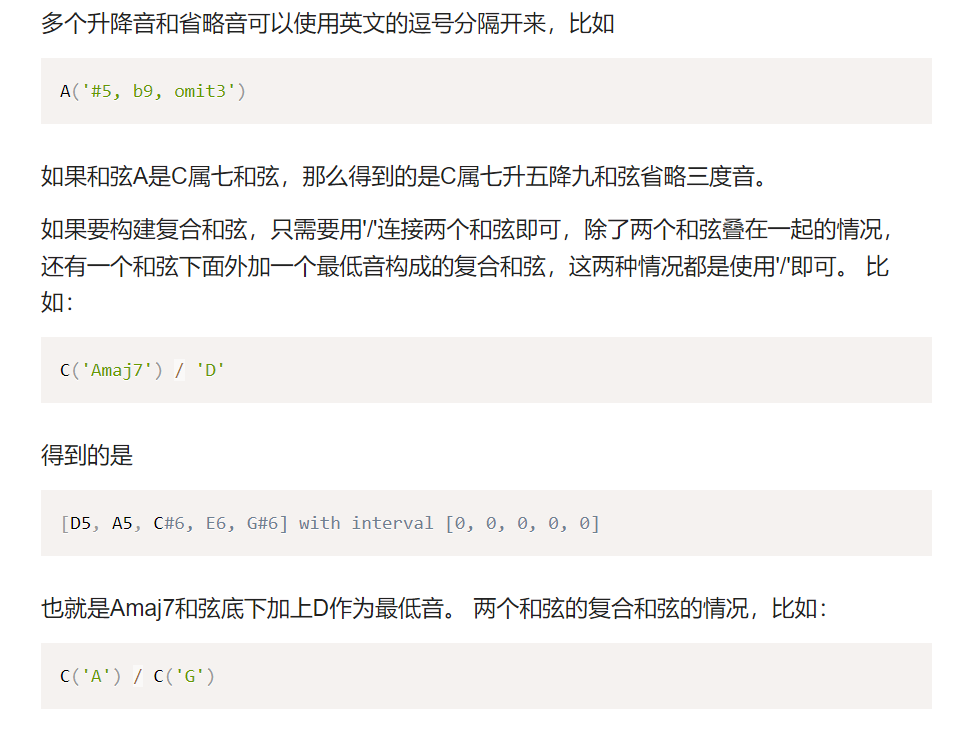 多个升降音和省略音可以使用英文的逗号分隔开来，比如
A('#5, b9, omit3')
如果和弦A是C属七和弦，那么得到的是C属七升五降九和弦省略三度音。
如果要构建复合和弦，只需要用'/'连接两个和弦即可，除了两个和弦叠在一起的情况，
还有一个和弦下面外加一个最低音构成的复合和弦，这两种情况都是使用'/'即可。 比
如：
C('Amaj7') / 'D'
得到的是
[D5, A5, C#6, E6, G#6] with interval [0, 0, 0, 0, 0]
也就是Amaj7和弦底下加上D作为最低音。 两个和弦的复合和弦的情况，比如：
C('A') / C('G')